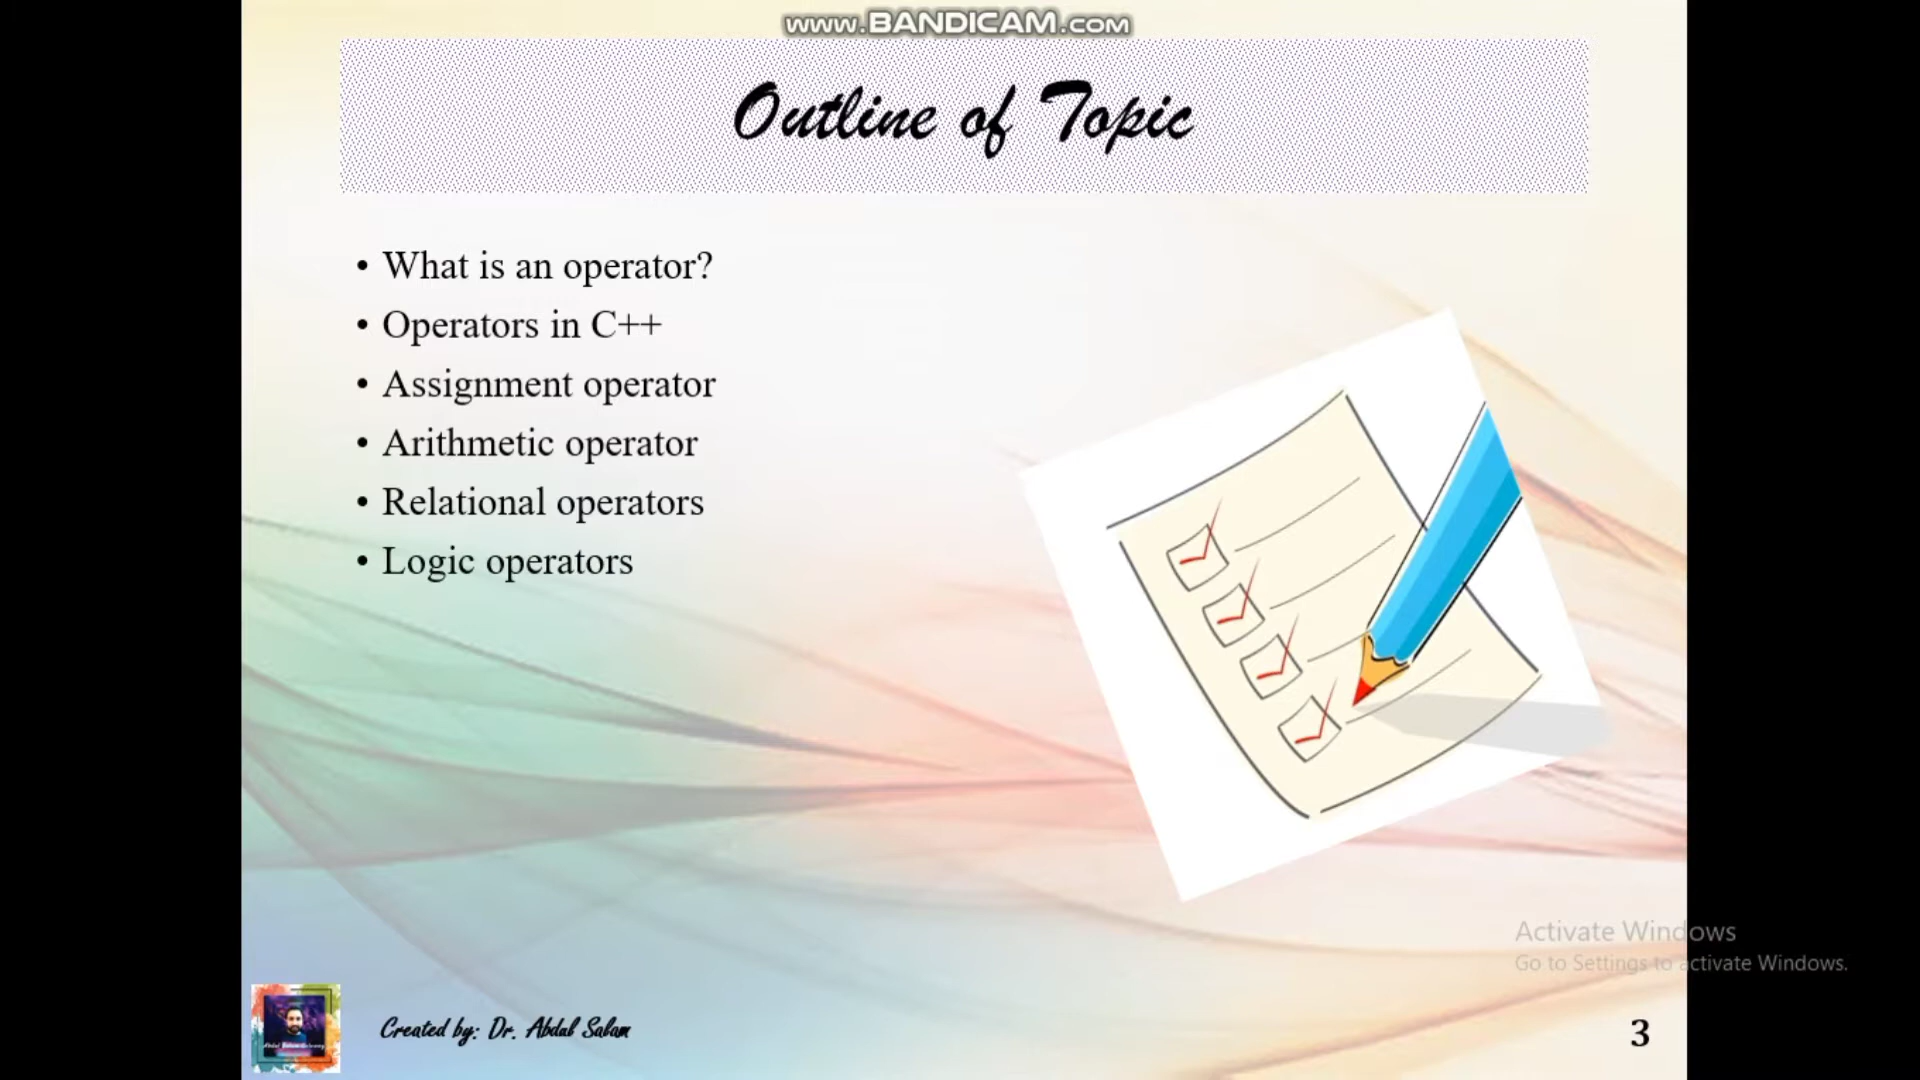 www.BANDICAM.com
Outline of Topic
• What is an operator?
• Operators in C++
• Assignment operator
• Arithmetic operator
• Relational operators
• Logic operators
Activate Windows
Go to Settings to activate Windows.
Created by: Dr. Abdul Salam
3